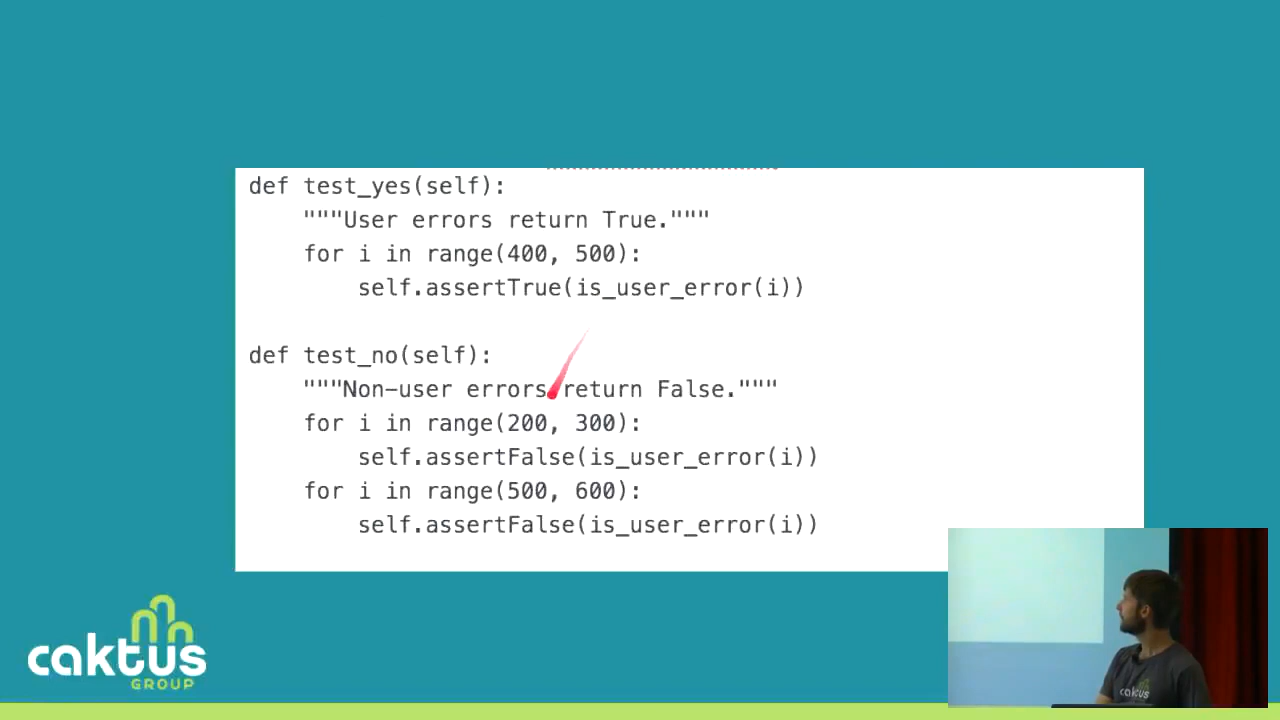 def test_yes(self):
    """User errors return True."""
    for i in range(400, 500):
        self.assertTrue(is_user_error(i))
def test_no(self):
    """Non-user errors return False."""
    for i in range(200, 300):
        self.assertFalse(is_user_error(i))
    for i in range(500, 600):
        self.assertFalse(is_user_error(i))
caktus
GROUP
caktus